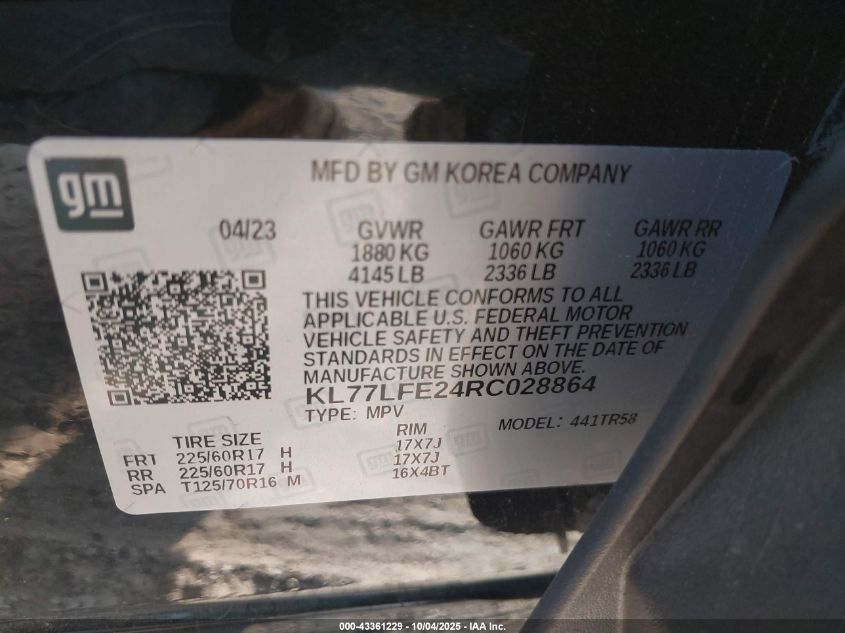 gm
MFD BY GM KOREA COMPANY
04/23 GVWR GAWR FRT GAWR RR
1880 KG 1060 KG 1060 KG
4145 LB 2336 LB 2336 LB
THIS VEHICLE CONFORMS TO ALL
APPLICABLE U.S. FEDERAL MOTOR
VEHICLE SAFETY AND THEFT PREVENTION
STANDARDS IN EFFECT ON THE DATE OF
MANUFACTURE SHOWN ABOVE.
KL77LFE24RC028864
TYPE: MPV MODEL: 441TR58
TIRE SIZE RIM
FRT 225/60R17 H 17X7J
RR 225/60R17 H 17X7J
SPA T125/70R16 M 16X4BT
000-43361229 - 10/04/2025 - IAA Inc.